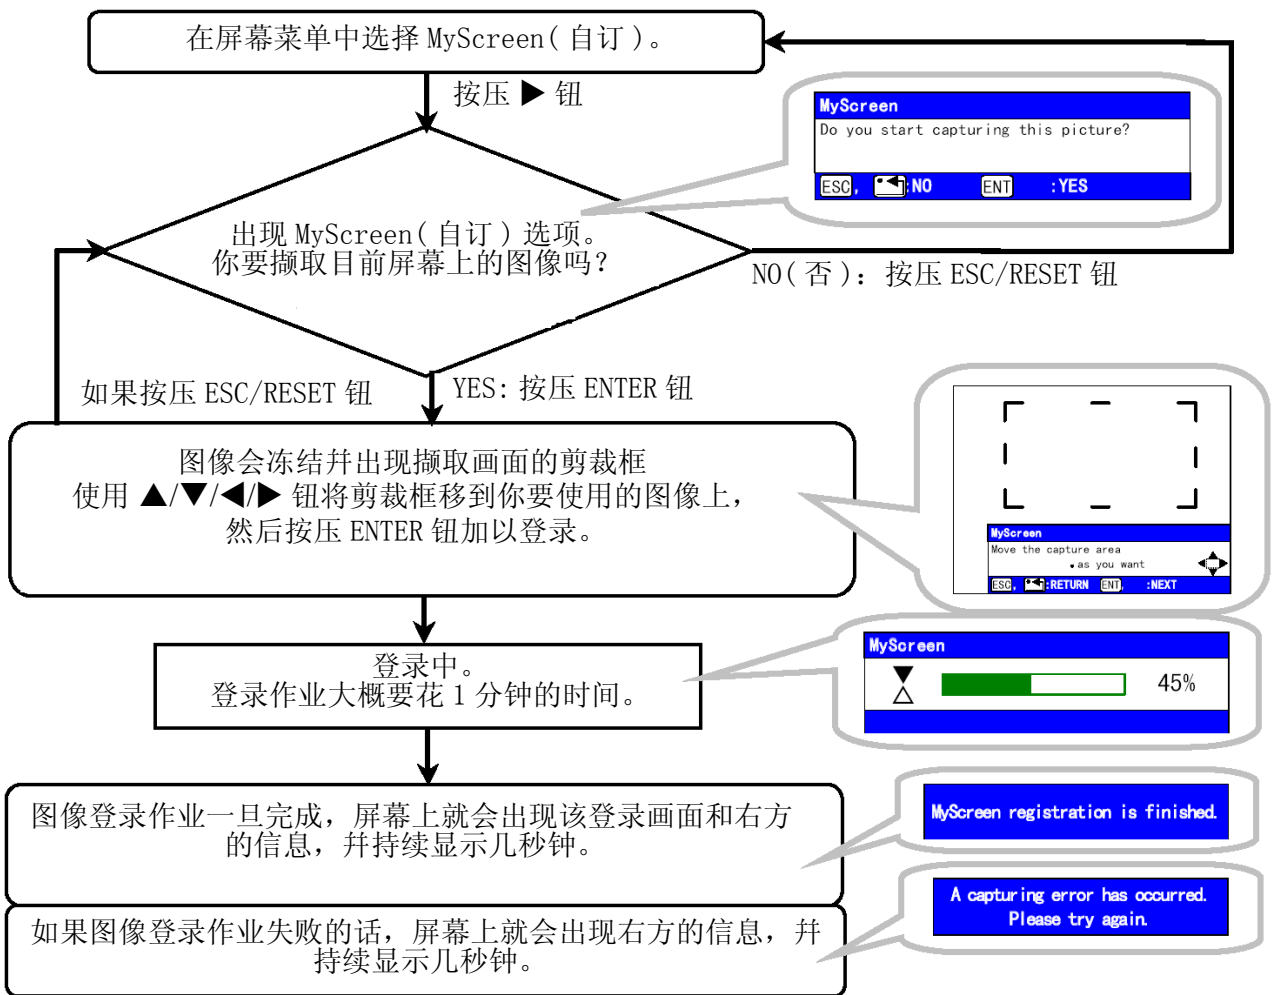 在屏幕菜单中选择 MyScreen(自订)。
按压 ▶ 钮
MyScreen
Do you start capturing this picture?
ESC, :NO ENT :YES
出现 MyScreen(自订)选项。
你要撷取目前屏幕上的图像吗？
NO(否)：按压 ESC/RESET 钮
如果按压 ESC/RESET 钮
YES: 按压 ENTER 钮
图像会冻结幷出现撷取画面的剪裁框
使用 ▲/▼/◀/▶ 钮将剪裁框移到你要使用的图像上，
然后按压 ENTER 钮加以登录。
MyScreen
Move the capture area
as you want
ESC, :RETURN ENT, :NEXT
登录中。
登录作业大概要花 1 分钟的时间。
MyScreen
45%
图像登录作业一旦完成，屏幕上就会出现该登录画面和右方
的信息，幷持续显示几秒钟。
MyScreen registration is finished.
如果图像登录作业失败的话，屏幕上就会出现右方的信息，幷
持续显示几秒钟。
A capturing error has occurred.
Please try again.